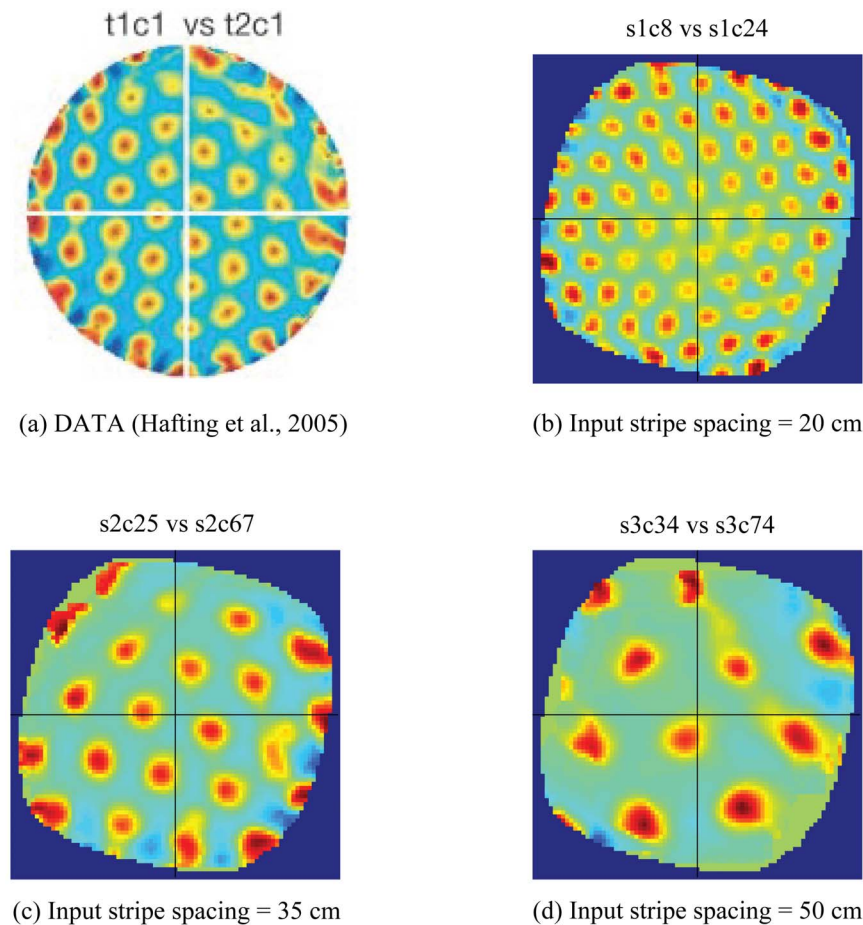 t1c1 vs t2c1
s1c8 vs s1c24
(a) DATA (Hafting et al., 2005)
(b) Input stripe spacing = 20 cm
s2c25 vs s2c67
s3c34 vs s3c74
(c) Input stripe spacing = 35 cm
(d) Input stripe spacing = 50 cm